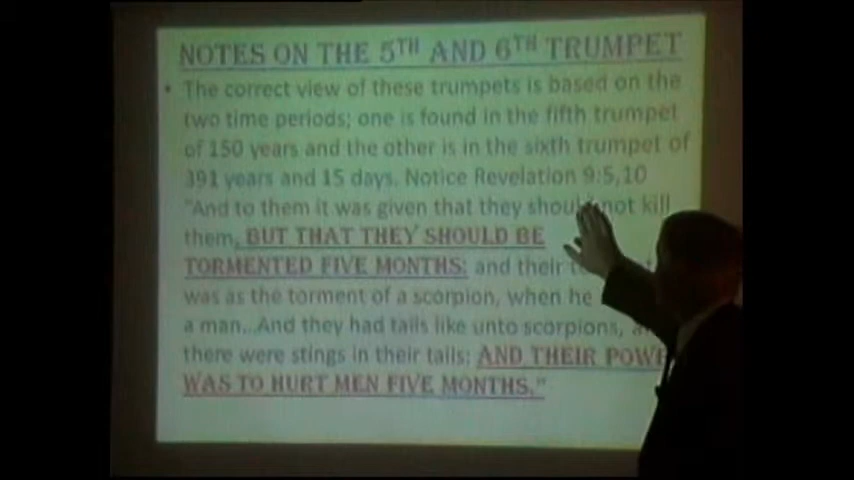 NOTES ON THE 5TH AND 6TH TRUMPET
• The correct view of these trumpets is based on the
two time periods; one is found in the fifth trumpet
of 150 years and the other is in the sixth trumpet of
391 years and 15 days. Notice Revelation 9:5,10
"And to them it was given that they should not kill
them, BUT THAT THEY SHOULD BE
TORMENTED FIVE MONTHS: and their
was as the torment of a scorpion, when he
a man...And they had tails like unto scorpions,
there were stings in their tails: AND THEIR POWE
WAS TO HURT MEN FIVE MONTHS."